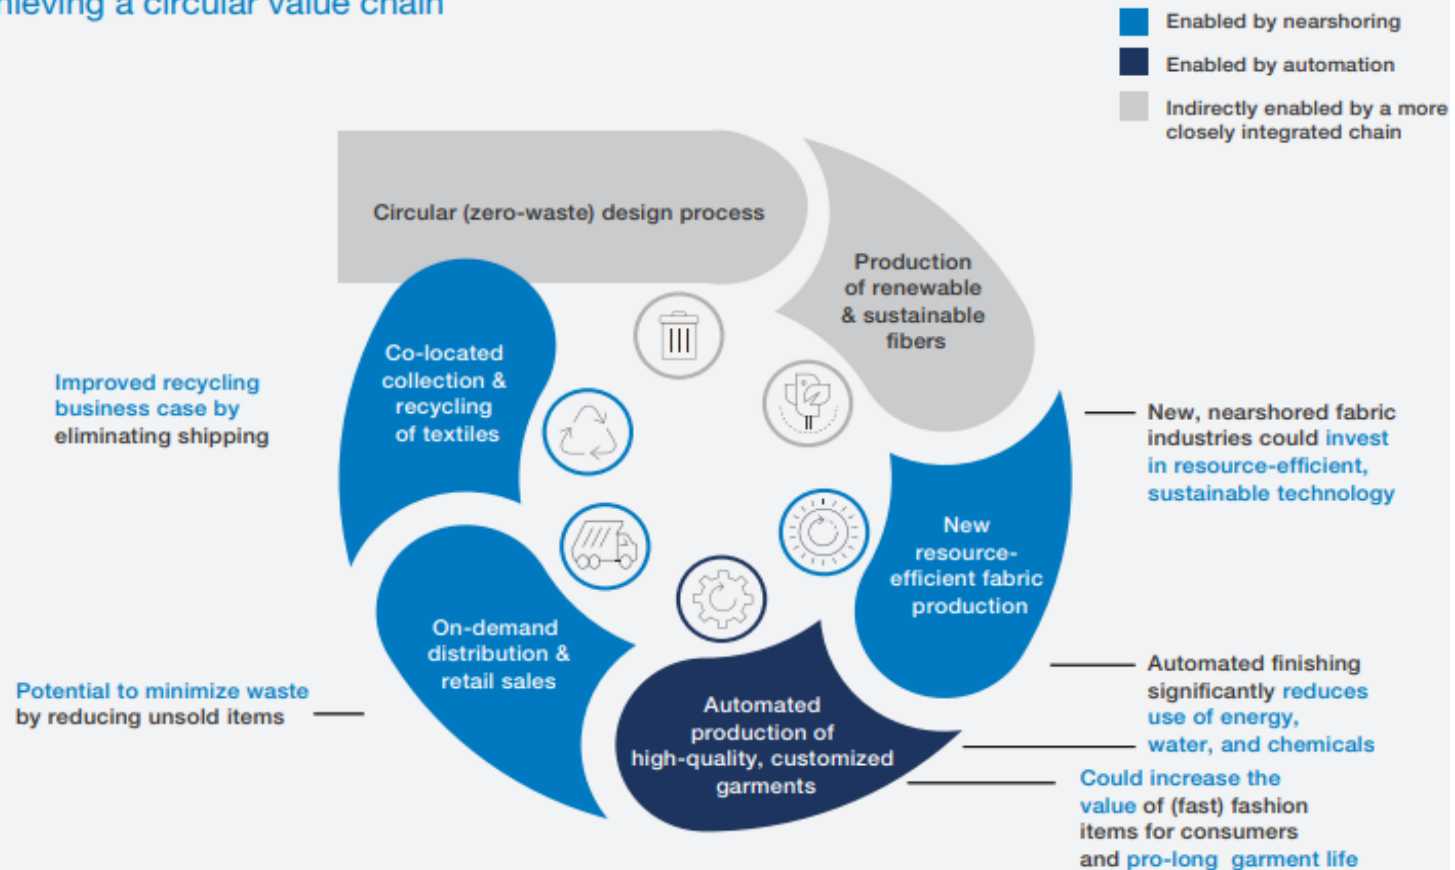 a circular value chain
Enabled by nearshoring
Enabled by automation
Indirectly enabled by a more
closely integrated chain
Circular (zero-waste) design process
Production
of renewable
& sustainable
fibers
Co-located
collection &
recycling
of textiles
Improved recycling
business case by
eliminating shipping
New, nearshored fabric
industries could invest
in resource-efficient,
sustainable technology
New
resource-
efficient fabric
production
On-demand
distribution &
retail sales
Potential to minimize waste
by reducing unsold items
Automated
production of
high-quality, customized
garments
Automated finishing
significantly reduces
use of energy,
water, and chemicals
Could increase the
value of (fast) fashion
items for consumers
and pro-long garment life